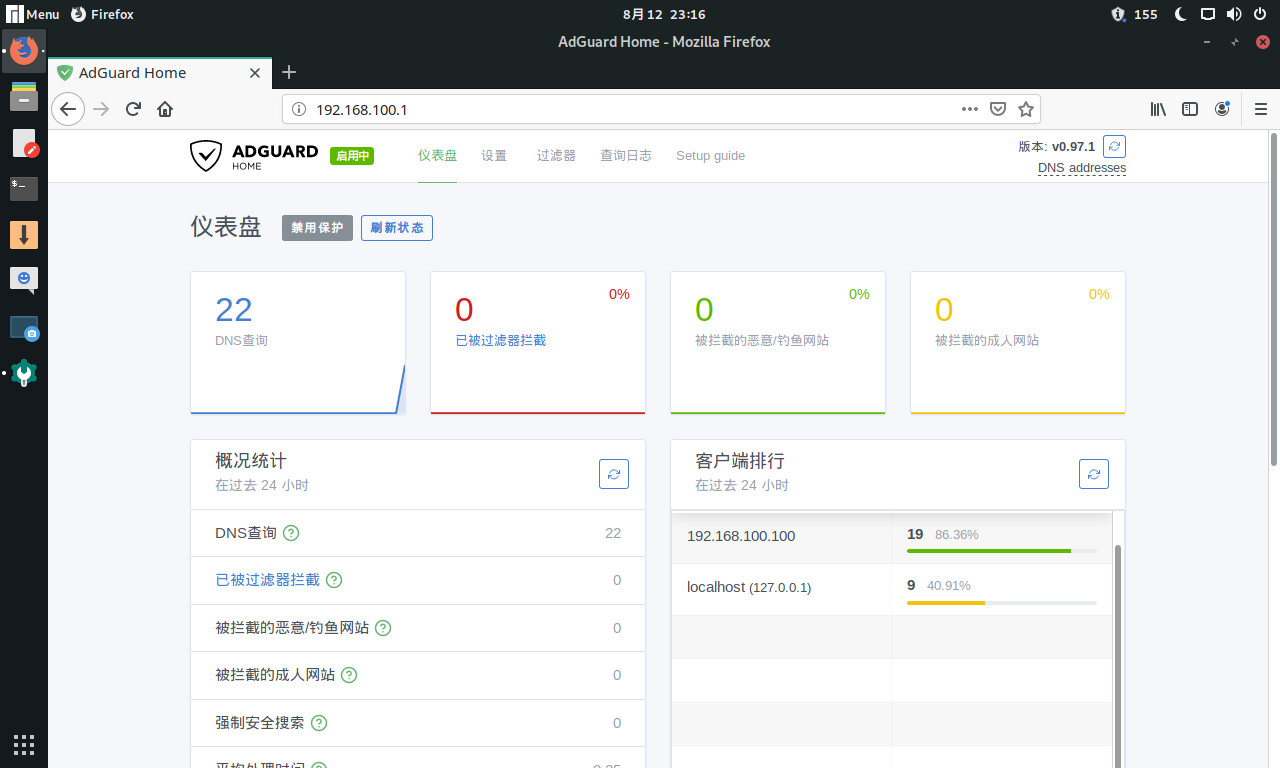 Menu Firefox 8月12 23:16 155
AdGuard Home - Mozilla Firefox
AdGuard Home
192.168.100.1
ADGUARD
HOME
启用中
仪表盘 设置 过滤器 查询日志 Setup guide
版本: v0.97.1
DNS addresses
仪表盘 禁用保护 刷新状态
22
DNS查询
0 0%
已被过滤器拦截
0 0%
被拦截的恶意/钓鱼网站
0 0%
被拦截的成人网站
概况统计
在过去 24 小时
DNS查询 22
已被过滤器拦截 0
被拦截的恶意/钓鱼网站 0
被拦截的成人网站 0
强制安全搜索 0
客户端排行
在过去 24 小时
192.168.100.100 19 86.36%
localhost (127.0.0.1) 9 40.91%